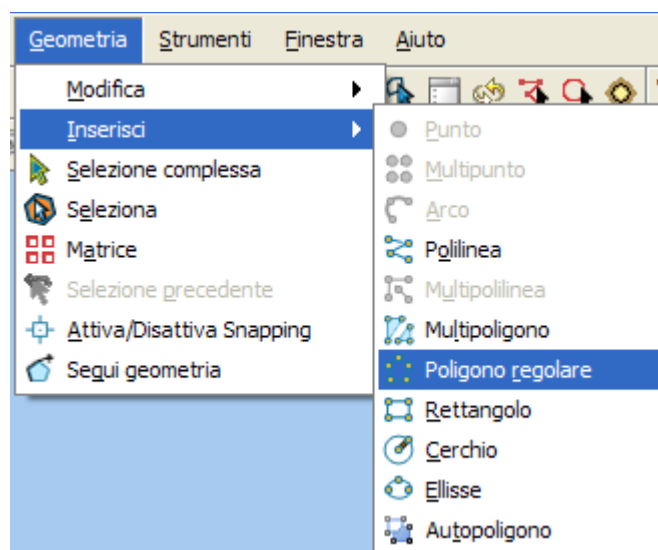 Geometria Strumenti Finestra Aiuto
Modifica
Inserisci
Selezione complessa
Seleziona
Matrice
Selezione precedente
Attiva/Disattiva Snapping
Segui geometria
Punto
Multipunto
Arco
Polilinea
Multipolilinea
Multipoligono
Poligono regolare
Rettangolo
Cerchio
Ellisse
Autopoligono